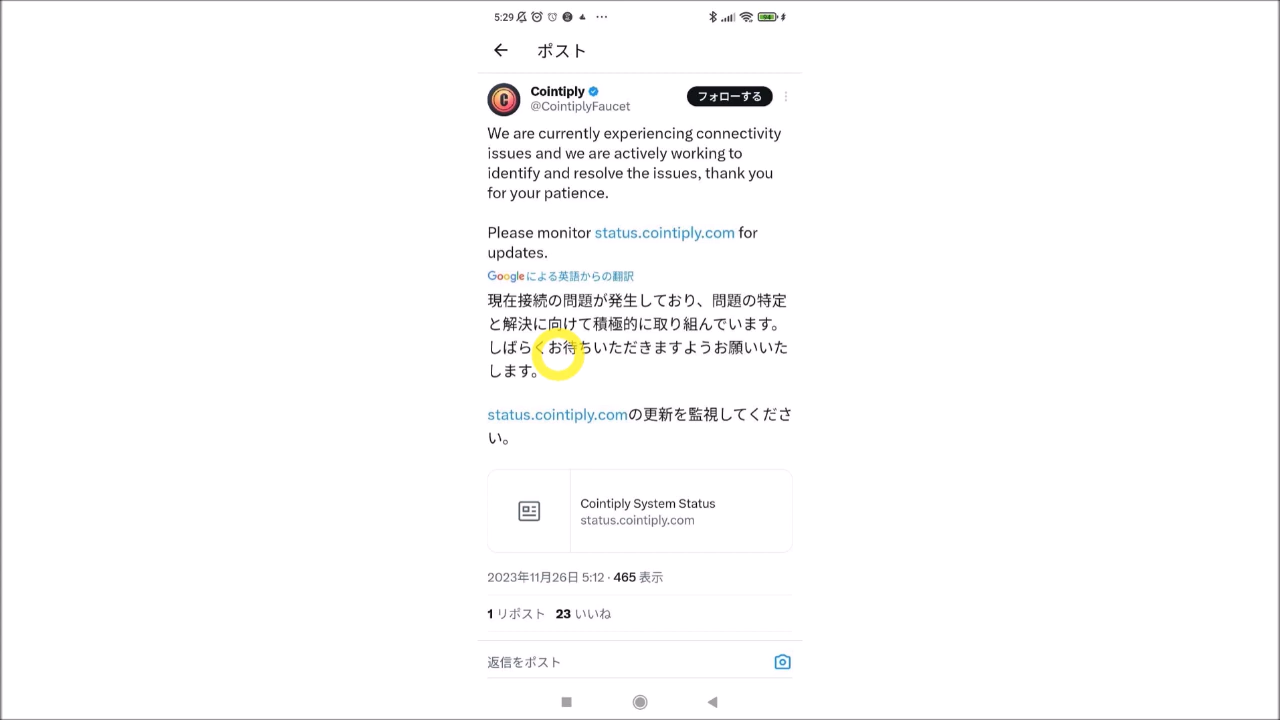 5:29
94
ポスト
Cointiply
@CointiplyFaucet
フォローする
We are currently experiencing connectivity
issues and we are actively working to
identify and resolve the issues, thank you
for your patience.
Please monitor status.cointiply.com for
updates.
Googleによる英語からの翻訳
現在接続の問題が発生しており、問題の特定
と解決に向けて積極的に取り組んでいます。
しばらくお待ちいただきますようお願いいた
します。
status.cointiply.comの更新を監視してくださ
い。
Cointiply System Status
status.cointiply.com
2023年11月26日 5:12 · 465 表示
1 リポスト 23 いいね
返信をポスト